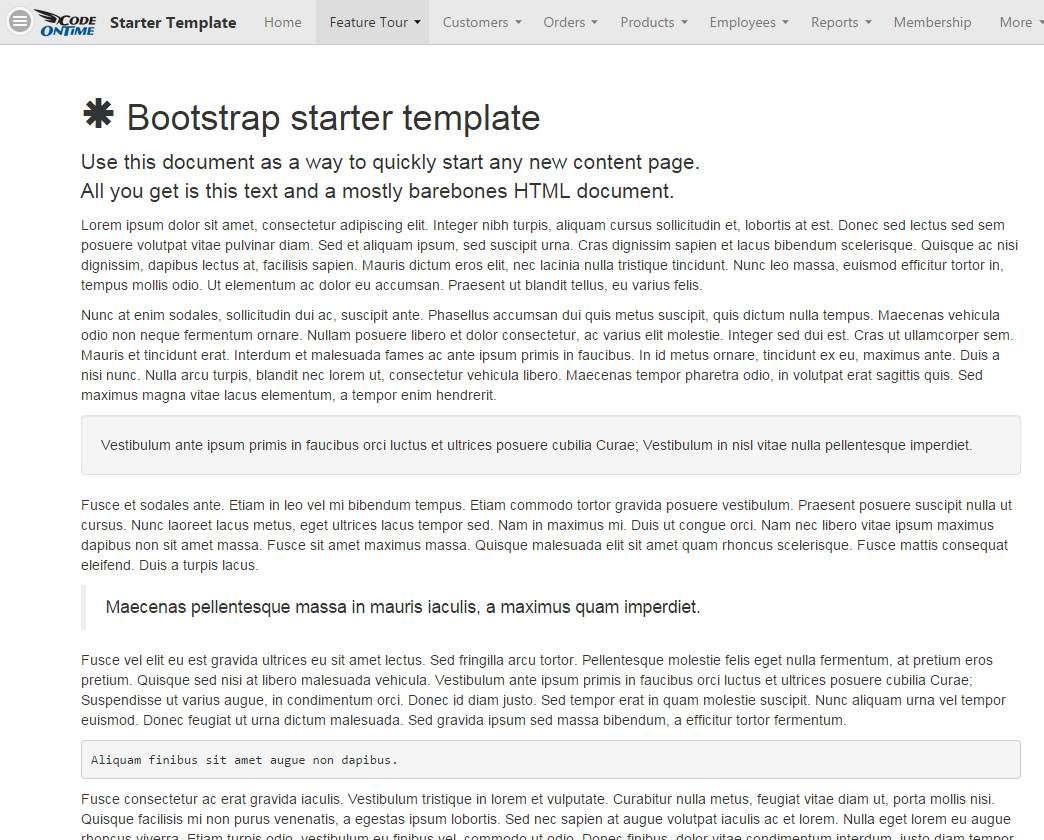 CODE
ONTIME
Starter Template Home Feature Tour Customers Orders Products Employees Reports Membership More
Bootstrap starter template
Use this document as a way to quickly start any new content page.
All you get is this text and a mostly barebones HTML document.
Lorem ipsum dolor sit amet, consectetur adipiscing elit. Integer nibh turpis, aliquam cursus sollicitudin et, lobortis at est. Donec sed lectus sed sem
posuere volutpat vitae pulvinar diam. Sed et aliquam ipsum, sed suscipit urna. Cras dignissim sapien et lacus bibendum scelerisque. Quisque ac nisi
dignissim, dapibus lectus at, facilisis sapien. Mauris dictum eros elit, nec lacinia nulla tristique tincidunt. Nunc leo massa, euismod efficitur tortor in,
tempus mollis odio. Ut elementum ac dolor eu accumsan. Praesent ut blandit tellus, eu varius felis.
Nunc at enim sodales, sollicitudin dui ac, suscipit ante. Phasellus accumsan dui quis metus suscipit, quis dictum nulla tempus. Maecenas vehicula
odio non neque fermentum ornare. Nullam posuere libero et dolor consectetur, ac varius elit molestie. Integer sed dui est. Cras ut ullamcorper sem.
Mauris et tincidunt erat. Interdum et malesuada fames ac ante ipsum primis in faucibus. In id metus ornare, tincidunt ex eu, maximus ante. Duis a
nisi nunc. Nulla arcu turpis, blandit nec lorem ut, consectetur vehicula libero. Maecenas tempor pharetra odio, in volutpat erat sagittis quis. Sed
maximus magna vitae lacus elementum, a tempor enim hendrerit.
Vestibulum ante ipsum primis in faucibus orci luctus et ultrices posuere cubilia Curae; Vestibulum in nisl vitae nulla pellentesque imperdiet.
Fusce et sodales ante. Etiam in leo vel mi bibendum tempus. Etiam commodo tortor gravida posuere vestibulum. Praesent posuere suscipit nulla ut
cursus. Nunc laoreet lacus metus, eget ultrices lacus tempor sed. Nam in maximus mi. Duis ut congue orci. Nam nec libero vitae ipsum maximus
dapibus non sit amet massa. Fusce sit amet maximus massa. Quisque malesuada elit sit amet quam rhoncus scelerisque. Fusce mattis consequat
eleifend. Duis a turpis lacus.
Maecenas pellentesque massa in mauris iaculis, a maximus quam imperdiet.
Fusce vel elit eu est gravida ultrices eu sit amet lectus. Sed fringilla arcu tortor. Pellentesque molestie felis eget nulla fermentum, at pretium eros
pretium. Quisque sed nisi at libero malesuada vehicula. Vestibulum ante ipsum primis in faucibus orci luctus et ultrices posuere cubilia Curae;
Suspendisse ut varius augue, in condimentum orci. Donec id diam justo. Sed tempor erat in quam molestie suscipit. Nunc aliquam urna vel tempor
euismod. Donec feugiat ut urna dictum malesuada. Sed gravida ipsum sed massa bibendum, a efficitur tortor fermentum.
Aliquam finibus sit amet augue non dapibus.
Fusce consectetur ac erat gravida iaculis. Vestibulum tristique in lorem et vulputate. Curabitur nulla metus, feugiat vitae diam ut, porta mollis nisi.
Quisque facilisis mi non purus venenatis, a egestas ipsum lobortis. Sed nec sapien at augue volutpat iaculis ac et lorem. Nulla eget lorem eu augue
rhoncus viverra. Etiam turpis odio, vestibulum eu finibus vel, commodo ut odio. Donec finibus, dolor vitae condimentum interdum, justo diam tempor